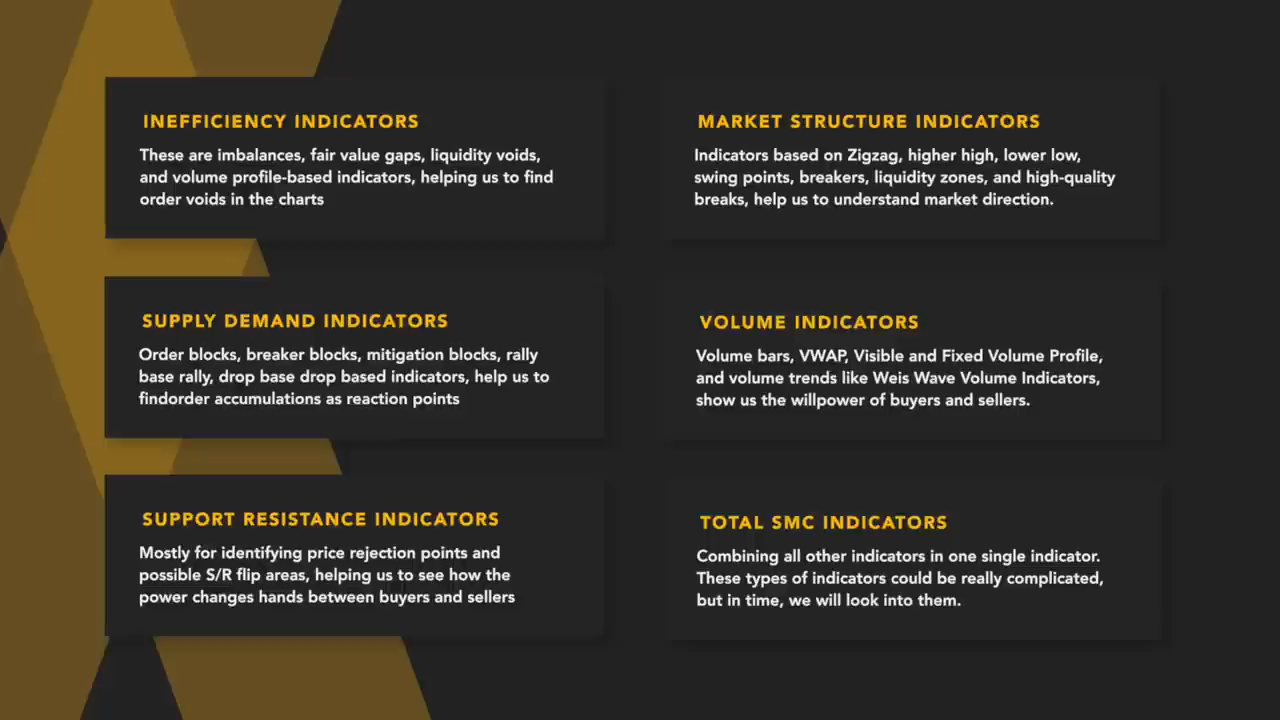 INEFFICIENCY INDICATORS
These are imbalances, fair value gaps, liquidity voids,
and volume profile-based indicators, helping us to find
order voids in the charts
MARKET STRUCTURE INDICATORS
Indicators based on Zigzag, higher high, lower low,
swing points, breakers, liquidity zones, and high-quality
breaks, help us to understand market direction.
SUPPLY DEMAND INDICATORS
Order blocks, breaker blocks, mitigation blocks, rally
base rally, drop base drop based indicators, help us to
findorder accumulations as reaction points
VOLUME INDICATORS
Volume bars, VWAP, Visible and Fixed Volume Profile,
and volume trends like Weis Wave Volume Indicators,
show us the willpower of buyers and sellers.
SUPPORT RESISTANCE INDICATORS
Mostly for identifying price rejection points and
possible S/R flip areas, helping us to see how the
power changes hands between buyers and sellers
TOTAL SMC INDICATORS
Combining all other indicators in one single indicator.
These types of indicators could be really complicated,
but in time, we will look into them.